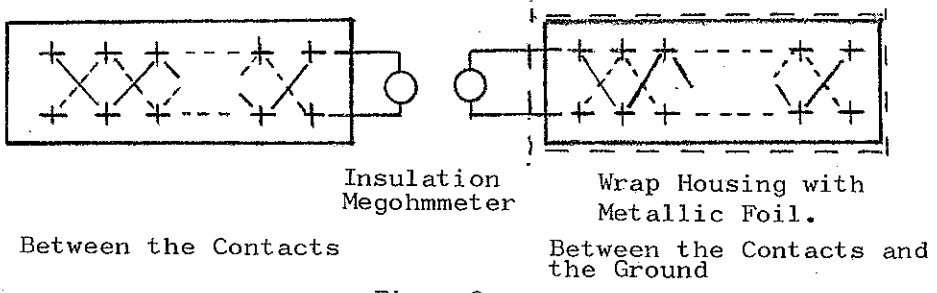 Insulation
Megohmmeter
Wrap Housing with
Metallic Foil.
Between the Contacts
Between the Contacts and
the Ground